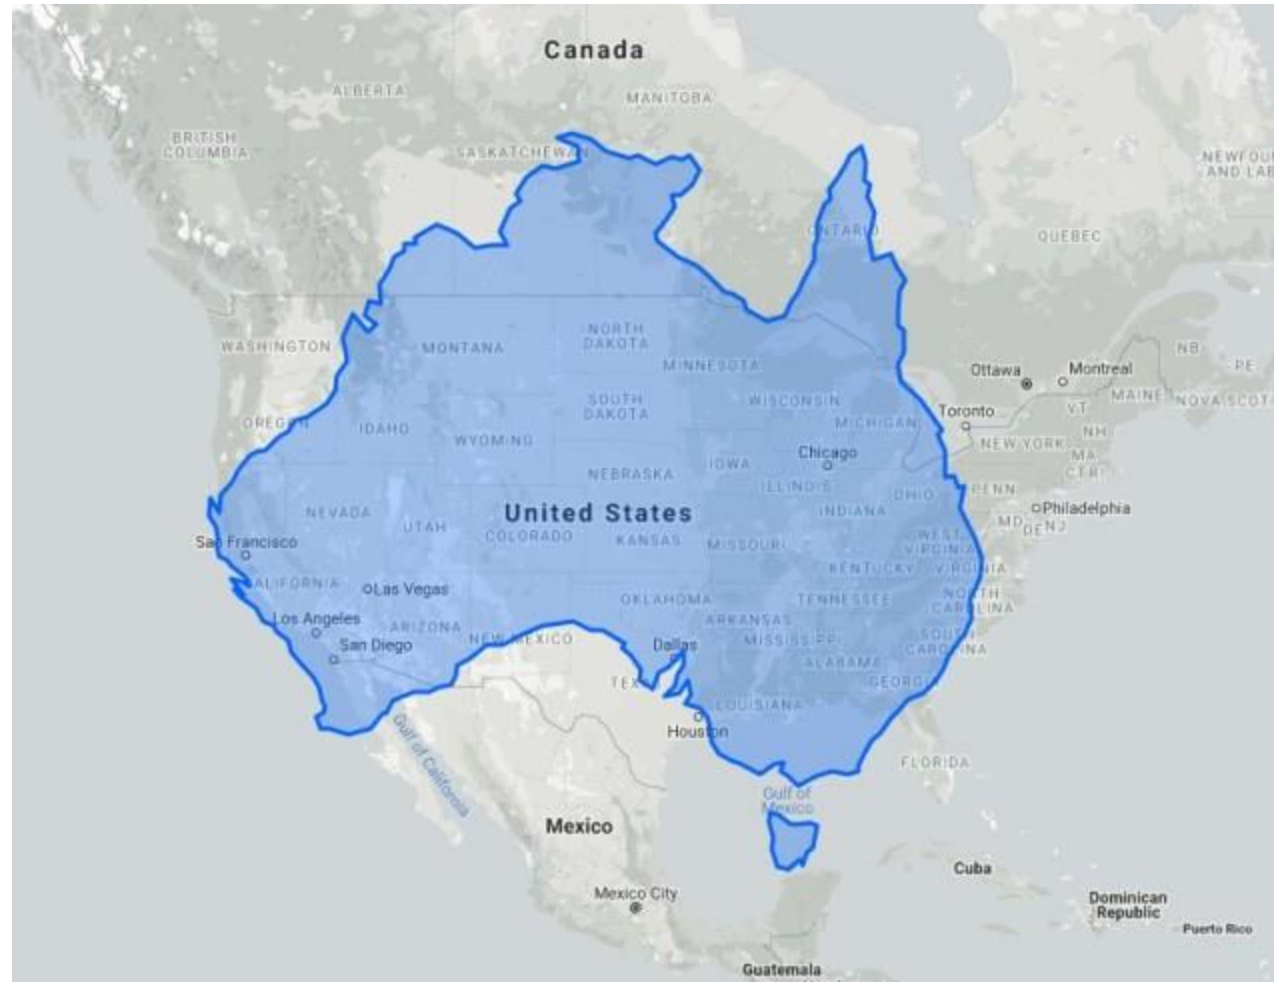 Canada
ALBERTA
MANITOBA
BRITISH
COLUMBIA
SASKATCHEWAN
NEWFOU
AND LAB
ONTARIO
QUEBEC
WASHINGTON
MONTANA
NORTH
DAKOTA
MINNESOTA
NB
PE
Ottawa
Montreal
MAINE
NOVA SCOTI
VT
OREGON
IDAHO
WYOMING
SOUTH
DAKOTA
WISCONSIN
MICHIGAN
Toronto
NEW YORK
NH
MA
CT RI
Chicago
NEBRASKA
IOWA
ILLINOIS
INDIANA
OHIO
PENN
NEVADA
UTAH
United States
COLORADO
KANSAS
MISSOURI
WEST
VIRGINIA
Philadelphia
MD
DE
NJ
San Francisco
CALIFORNIA
Las Vegas
KENTUCKY
VIRGINIA
OKLAHOMA
TENNESSEE
NORTH
CAROLINA
Los Angeles
ARIZONA
NEW MEXICO
ARKANSAS
San Diego
Dallas
MISSISSIPPI
ALABAMA
SOUTH
CAROLINA
TEXAS
LOUISIANA
GEORGIA
Houston
Gulf of California
FLORIDA
Gulf of
Mexico
Mexico
Cuba
Mexico City
Dominican
Republic
Puerto Rico
Guatemala